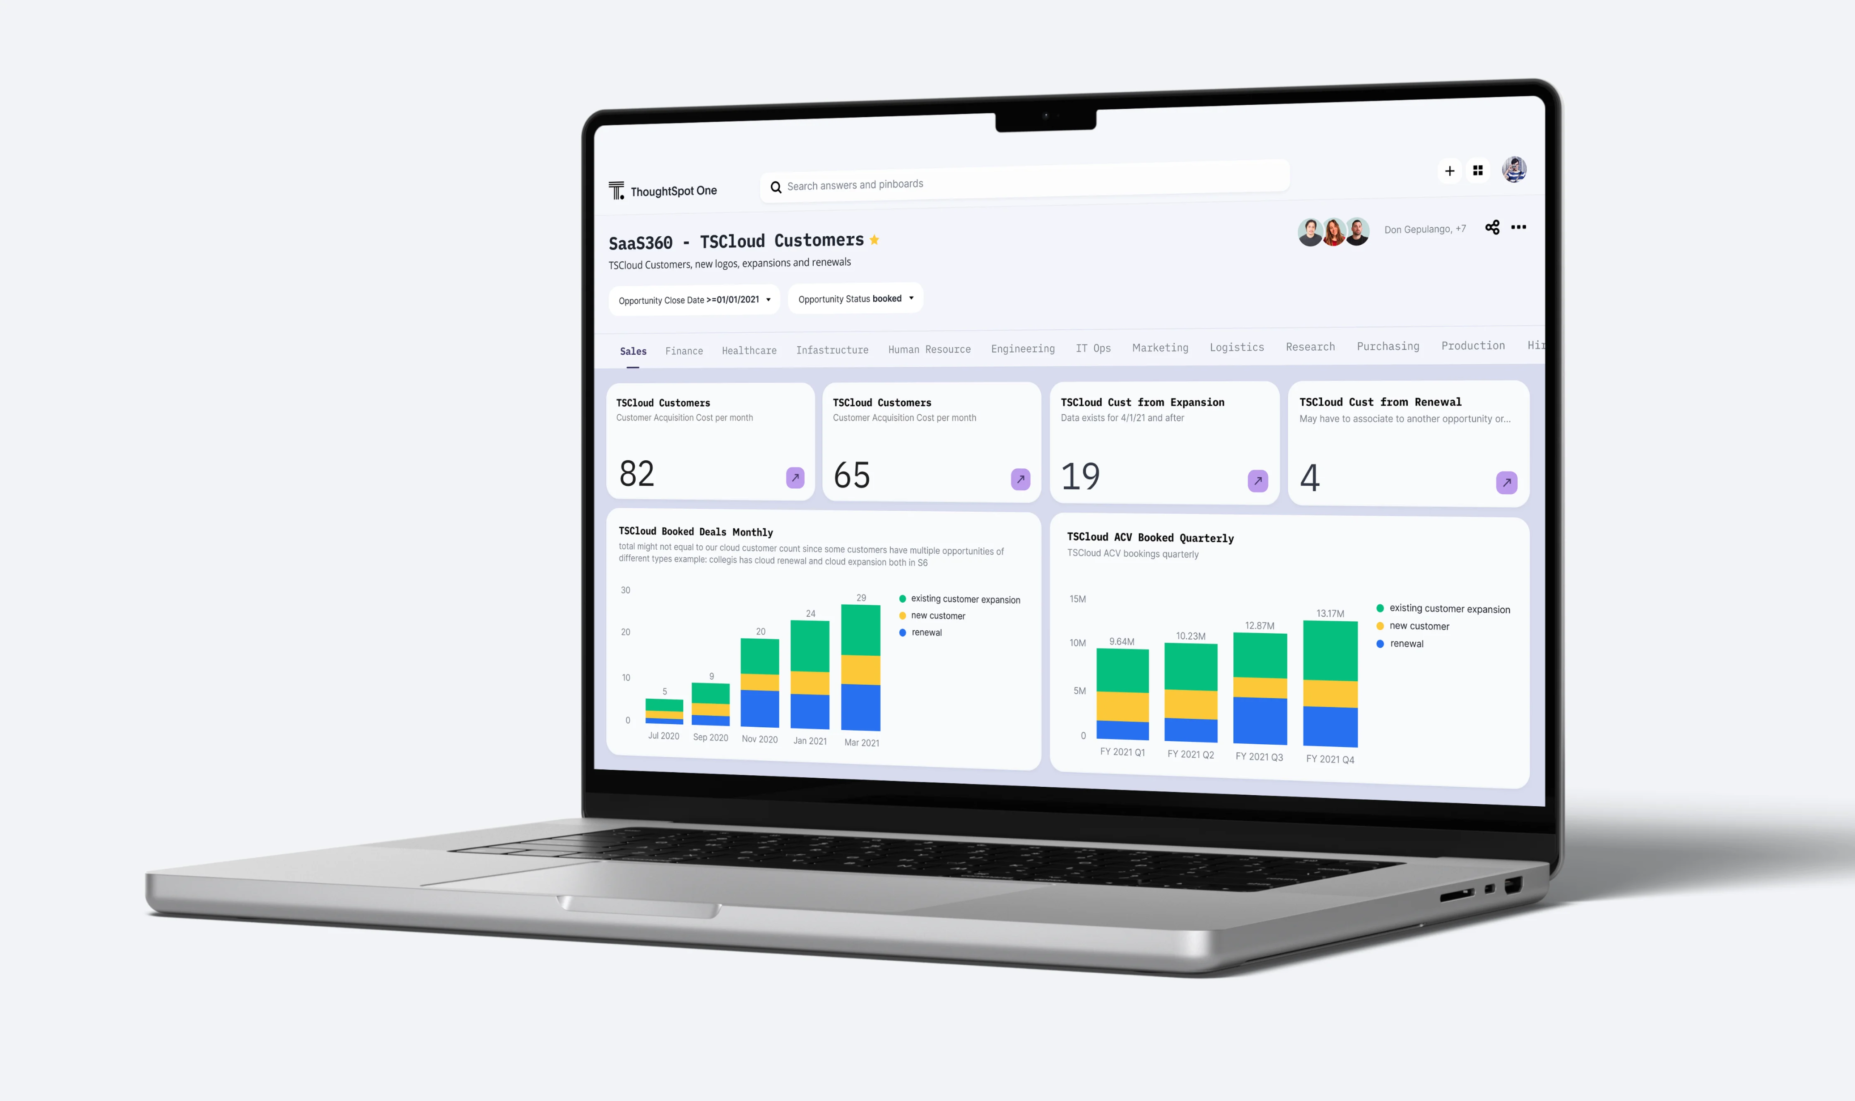 ThoughtSpot One
Search answers and pinboards
SaaS360 - TSCloud Customers
Don Gepulango, +7
TSCloud Customers, new logos, expansions and renewals
Opportunity Close Date >=01/01/2021
Opportunity Status booked
Sales Finance Healthcare Infastructure Human Resource Engineering IT Ops Marketing Logistics Research Purchasing Production Hir
TSCloud Customers
Customer Acquisition Cost per month
82
TSCloud Customers
Customer Acquisition Cost per month
65
TSCloud Cust from Expansion
Data exists for 4/1/21 and after
19
TSCloud Cust from Renewal
May have to associate to another opportunity or...
4
TSCloud Booked Deals Monthly
total might not equal to our cloud customer count since some customers have multiple opportunities of
different types example: collegis has cloud renewal and cloud expansion both in S6
30
20
10
0
5
9
20
24
29
Jul 2020 Sep 2020 Nov 2020 Jan 2021 Mar 2021
existing customer expansion
new customer
renewal
TSCloud ACV Booked Quarterly
TSCloud ACV bookings quarterly
15M
10M
5M
0
9.64M
10.23M
12.87M
13.17M
FY 2021 Q1 FY 2021 Q2 FY 2021 Q3 FY 2021 Q4
existing customer expansion
new customer
renewal